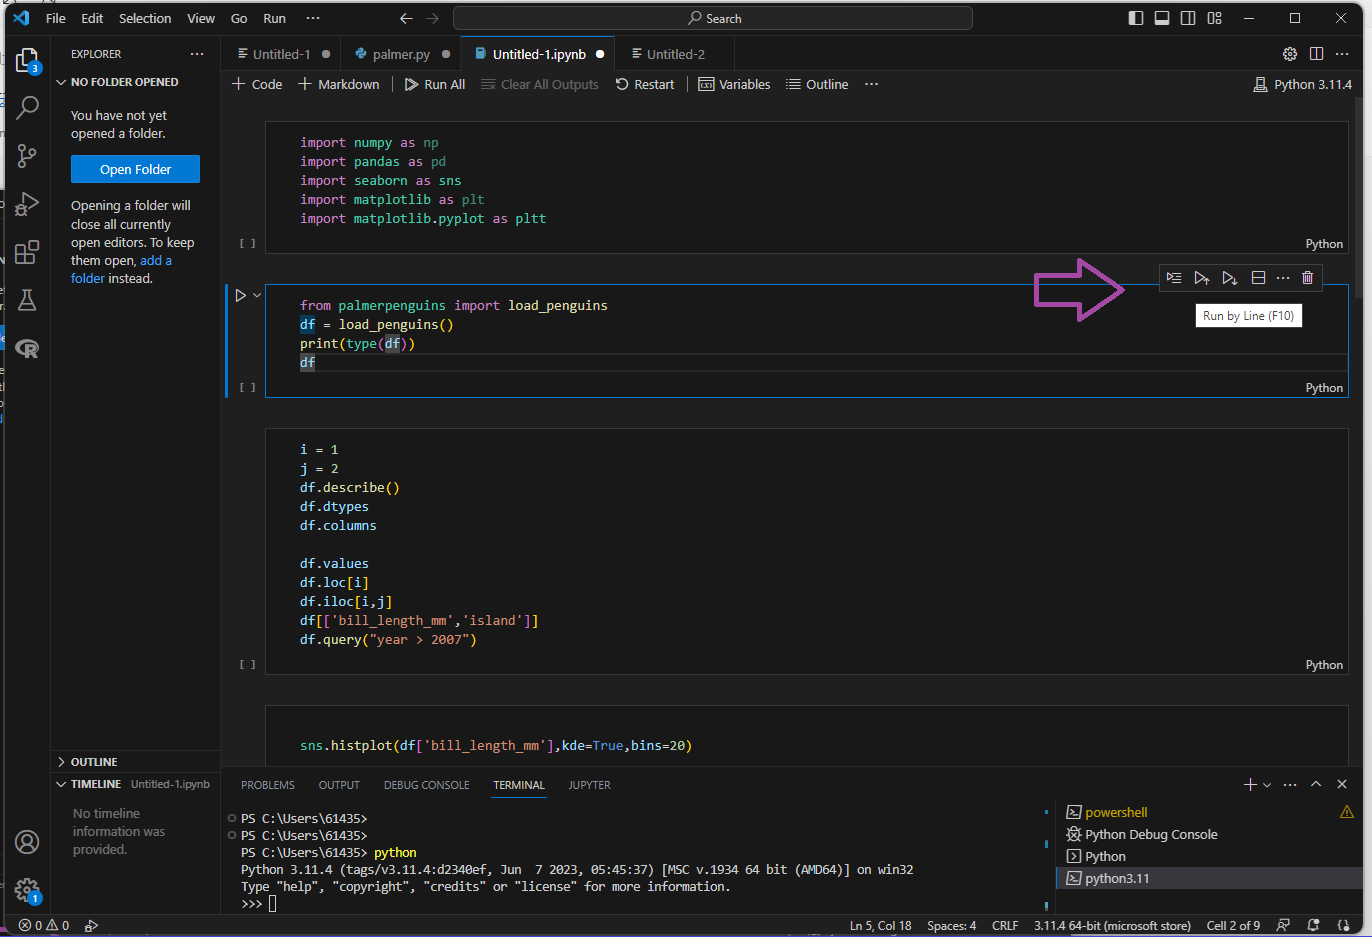 File Edit Selection View Go Run ··· Search
EXPLORER ···
NO FOLDER OPENED
You have not yet
opened a folder.
Open Folder
Opening a folder will
close all currently
open editors. To keep
them open, add a
folder instead.
OUTLINE
TIMELINE Untitled-1.ipynb
No timeline
information was
provided.
3
1
Untitled-1 palmer.py Untitled-1.ipynb Untitled-2
+ Code + Markdown Run All Clear All Outputs Restart Variables Outline ··· Python 3.11.4
import numpy as np
import pandas as pd
import seaborn as sns
import matplotlib as plt
import matplotlib.pyplot as pltt
[ ] Python
Run by Line (F10)
from palmerpenguins import load_penguins
df = load_penguins()
print(type(df))
df
[ ] Python
i = 1
j = 2
df.describe()
df.dtypes
df.columns
df.values
df.loc[i]
df.iloc[i,j]
df[['bill_length_mm','island']]
df.query("year > 2007")
[ ] Python
sns.histplot(df['bill_length_mm'],kde=True,bins=20)
PROBLEMS OUTPUT DEBUG CONSOLE TERMINAL JUPYTER
PS C:\Users\61435>
PS C:\Users\61435>
PS C:\Users\61435> python
Python 3.11.4 (tags/v3.11.4:d2340ef, Jun  7 2023, 05:45:37) [MSC v.1934 64 bit (AMD64)] on win32
Type "help", "copyright", "credits" or "license" for more information.
>>>
powershell
Python Debug Console
Python
python3.11
0 0 Ln 5, Col 18 Spaces: 4 CRLF 3.11.4 64-bit (microsoft store) Cell 2 of 9